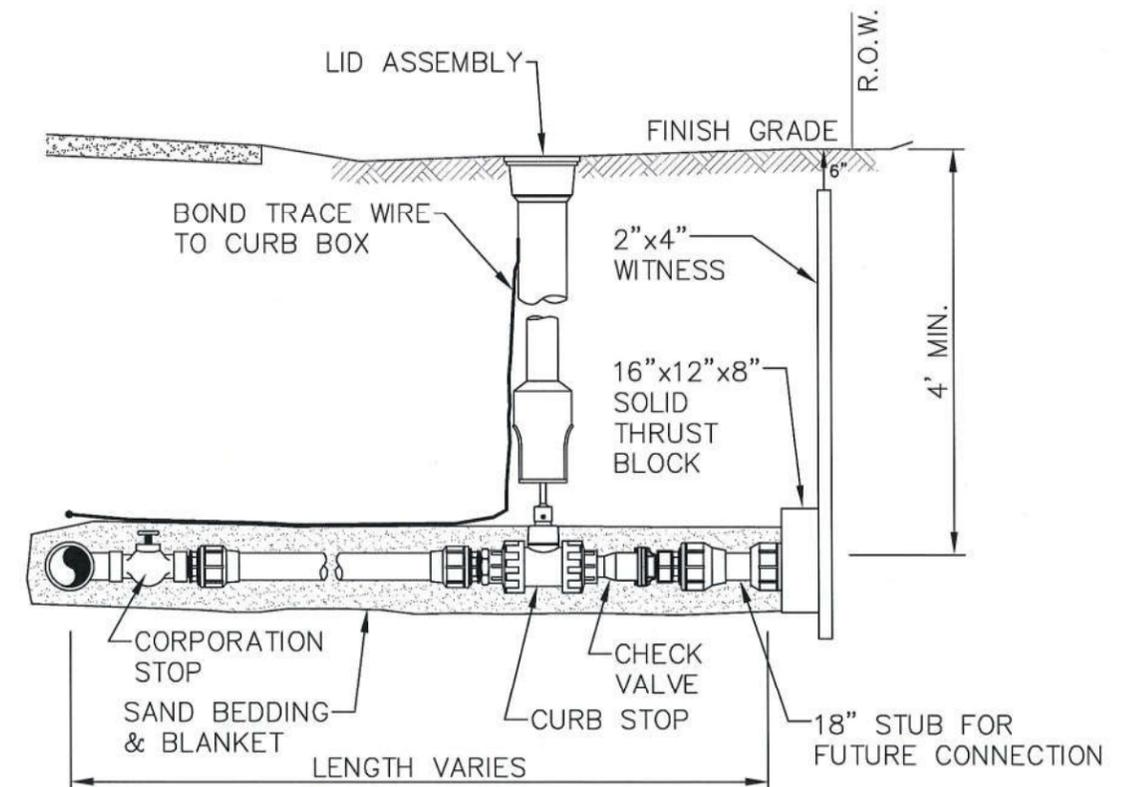 LID ASSEMBLY
R.O.W.
FINISH GRADE
6"
BOND TRACE WIRE
TO CURB BOX
2"x4"
WITNESS
4' MIN.
16"x12"x8"
SOLID
THRUST
BLOCK
CORPORATION
STOP
CHECK
VALVE
SAND BEDDING
& BLANKET
CURB STOP
18" STUB FOR
FUTURE CONNECTION
LENGTH VARIES